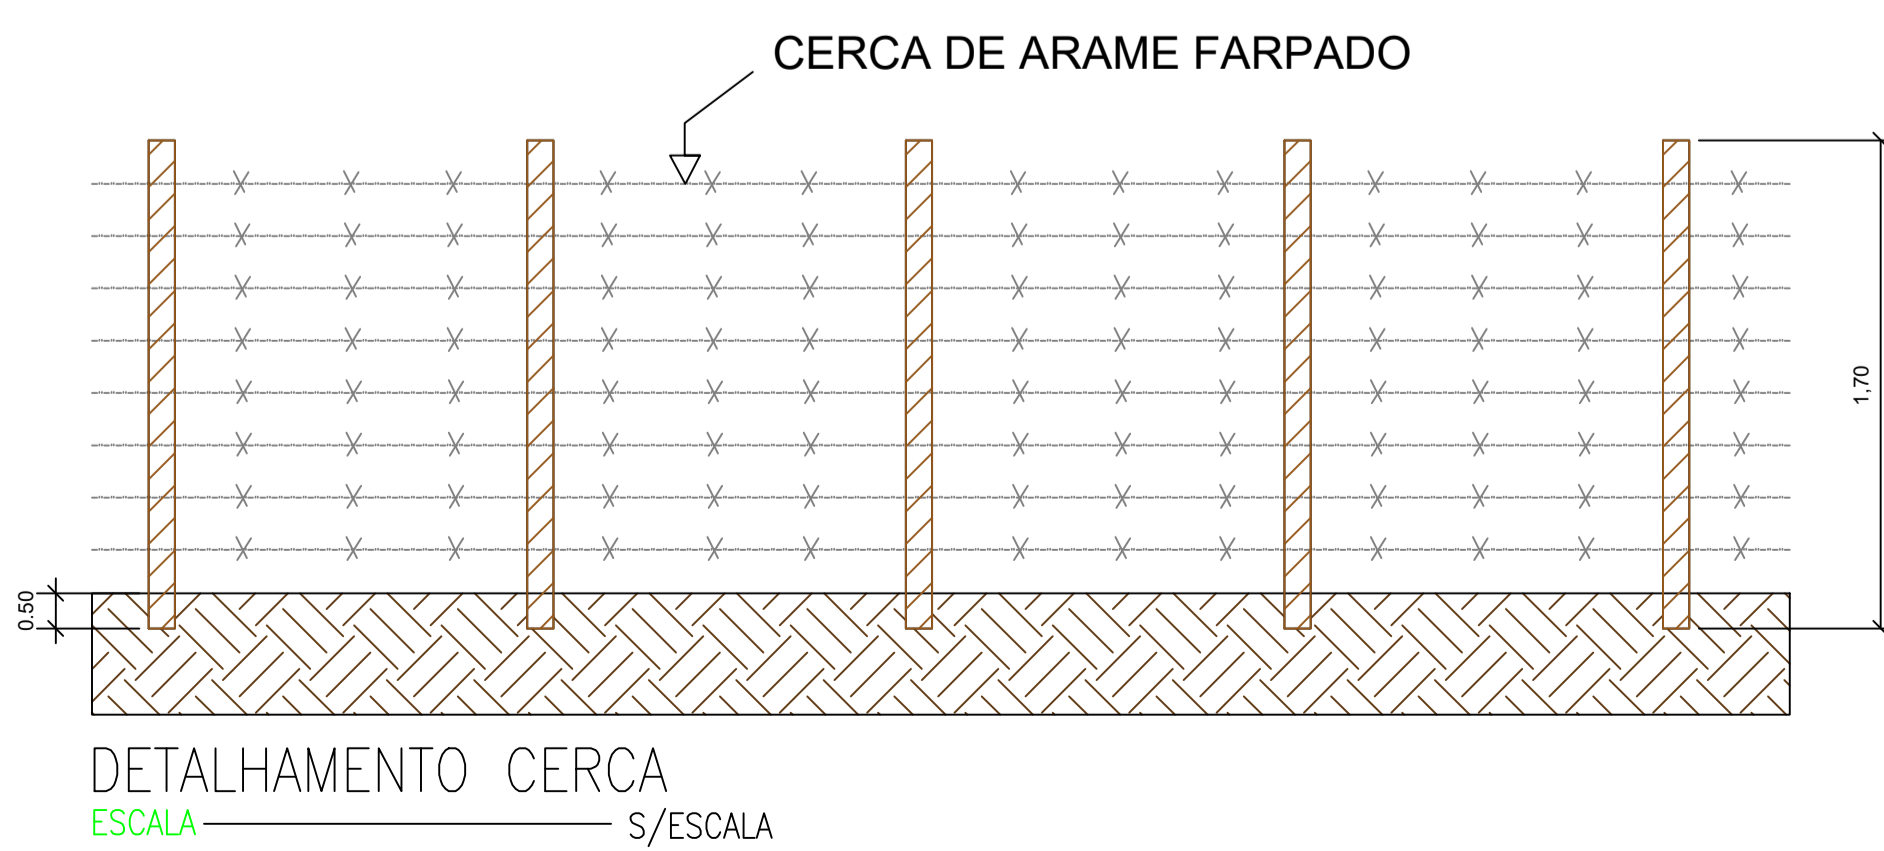 CERCA DE ARAME FARPADO
1,70
0.50
DETALHAMENTO CERCA
ESCALA S/ESCALA